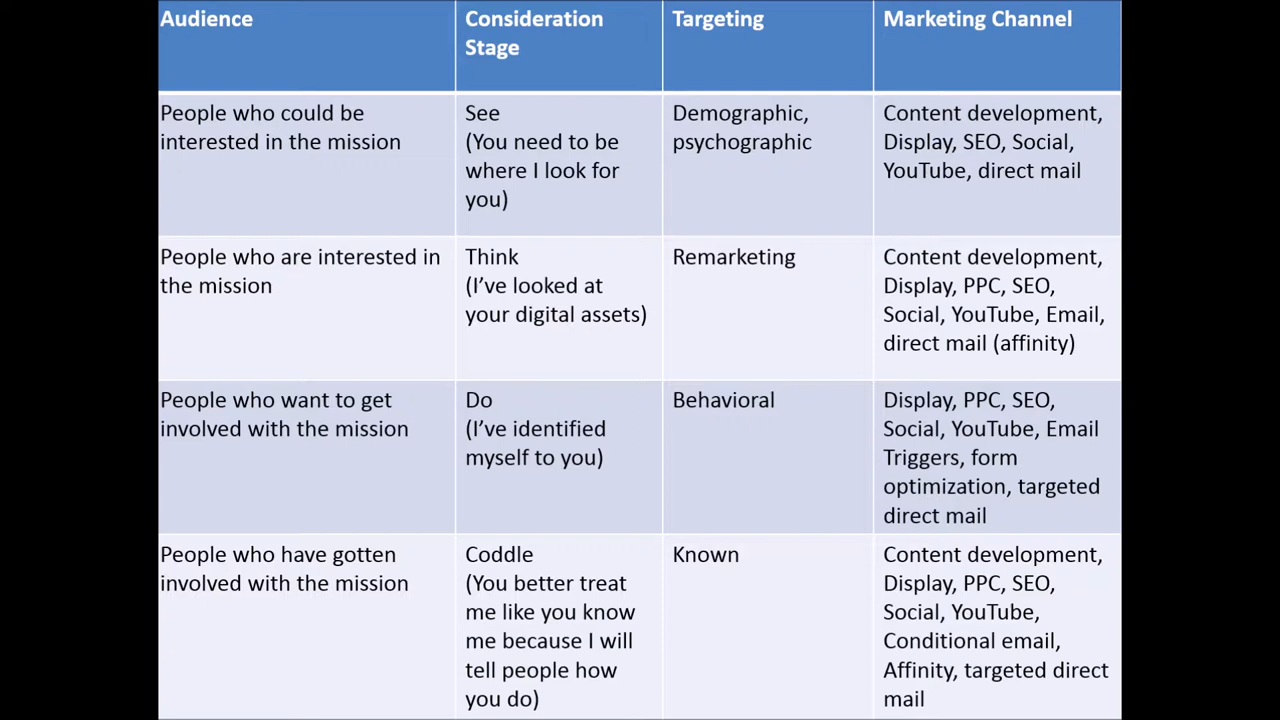 Audience
Consideration
Stage
Targeting
Marketing Channel
People who could be
interested in the mission
See
(You need to be
where I look for
you)
Demographic,
psychographic
Content development,
Display, SEO, Social,
YouTube, direct mail
People who are interested in
the mission
Think
(I’ve looked at
your digital assets)
Remarketing
Content development,
Display, PPC, SEO,
Social, YouTube, Email,
direct mail (affinity)
People who want to get
involved with the mission
Do
(I’ve identified
myself to you)
Behavioral
Display, PPC, SEO,
Social, YouTube, Email
Triggers, form
optimization, targeted
direct mail
People who have gotten
involved with the mission
Coddle
(You better treat
me like you know
me because I will
tell people how
you do)
Known
Content development,
Display, PPC, SEO,
Social, YouTube,
Conditional email,
Affinity, targeted direct
mail